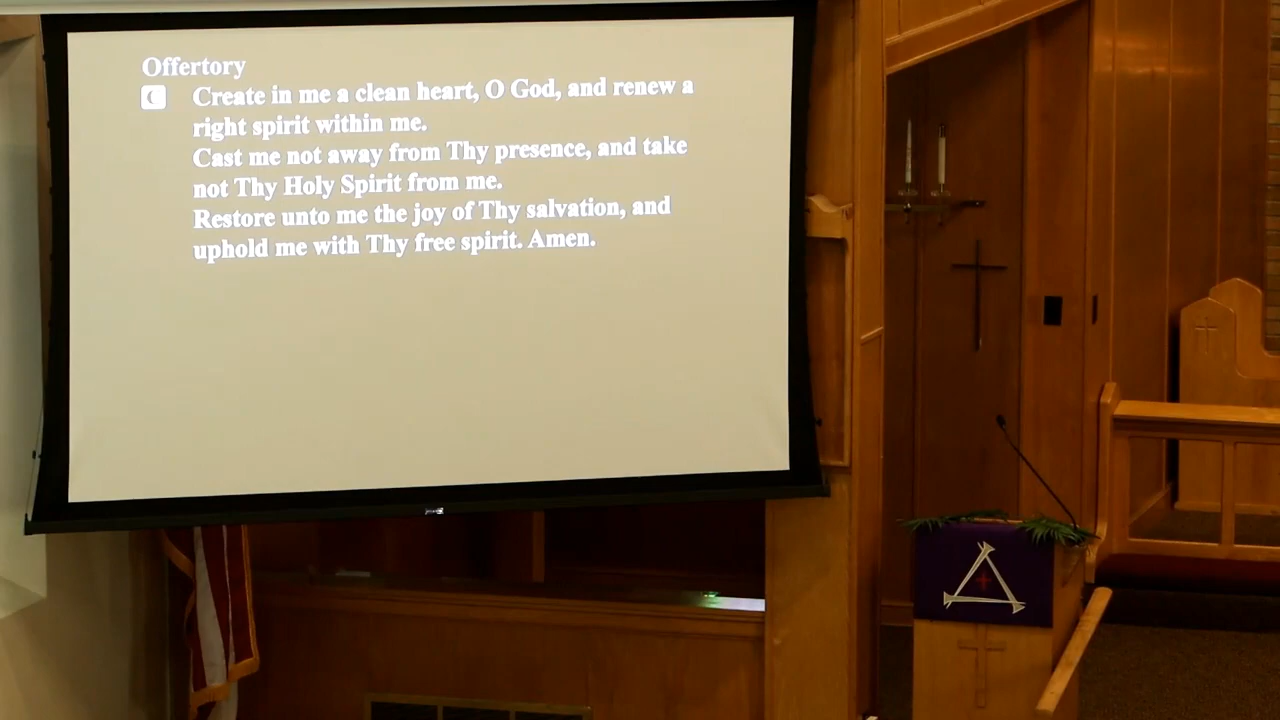 Offertory
C Create in me a clean heart, O God, and renew a
right spirit within me.
Cast me not away from Thy presence, and take
not Thy Holy Spirit from me.
Restore unto me the joy of Thy salvation, and
uphold me with Thy free spirit. Amen.